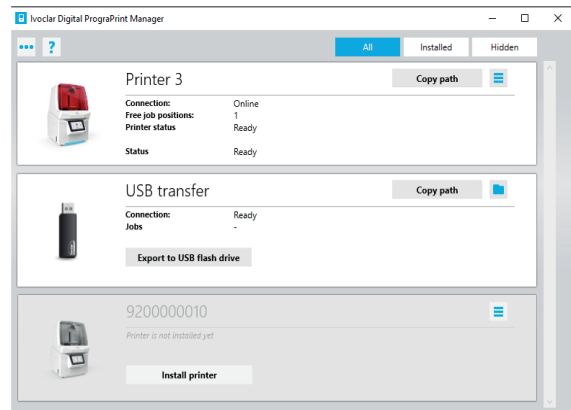 Ivoclar Digital PrograPrint Manager
••• ?
All Installed Hidden
Printer 3
Copy path
Connection: Online
Free job positions: 1
Printer status Ready
Status Ready
USB transfer
Copy path
Connection: Ready
Jobs -
Export to USB flash drive
9200000010
Printer is not installed yet
Install printer